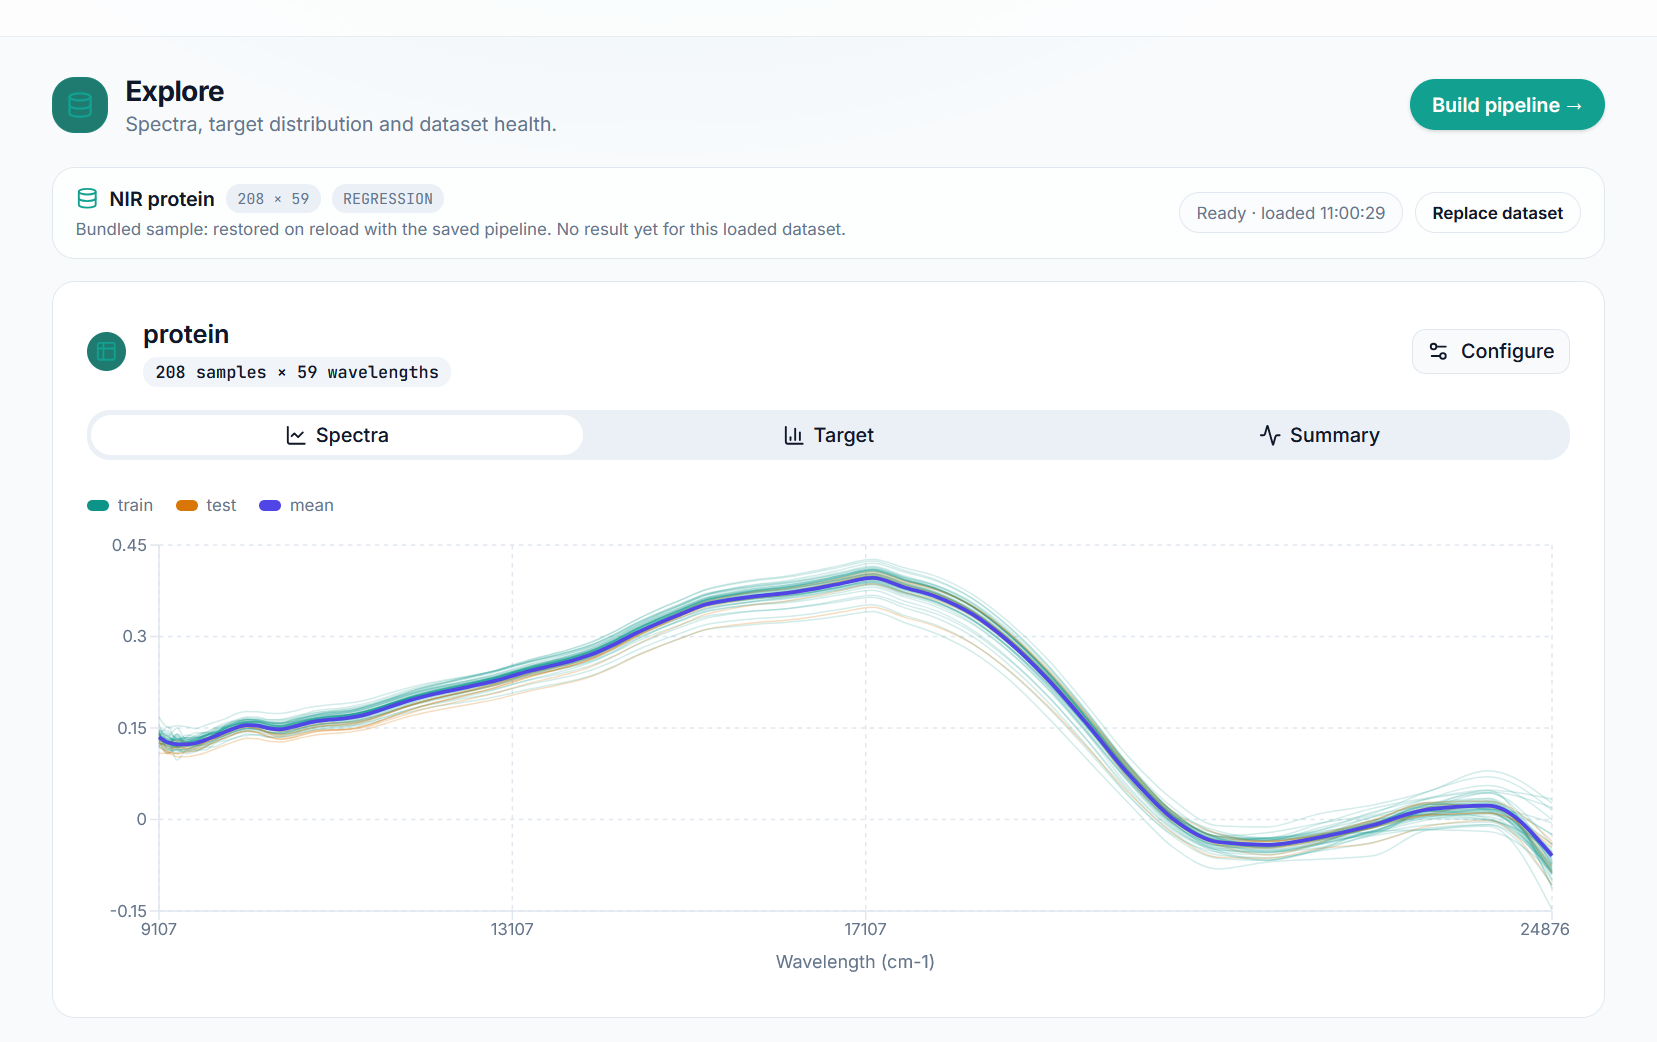 Explore
Spectra, target distribution and dataset health.
Build pipeline →
NIR protein 208 × 59 REGRESSION
Bundled sample: restored on reload with the saved pipeline. No result yet for this loaded dataset.
Ready · loaded 11:00:29
Replace dataset
protein
208 samples × 59 wavelengths
Configure
Spectra
Target
Summary
train test mean
0.45
0.3
0.15
0
-0.15
9107 13107 17107 24876
Wavelength (cm-1)